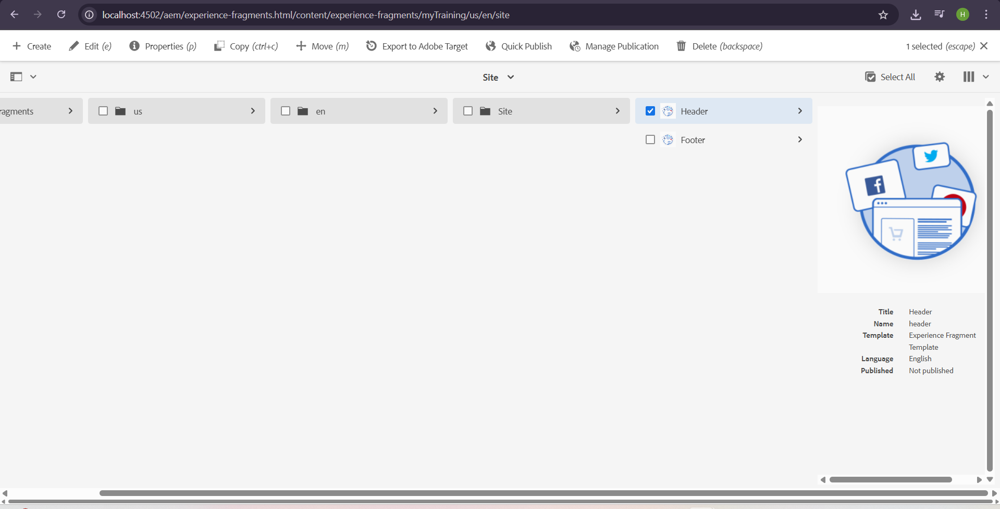 localhost:4502/aem/experience-fragments.html/content/experience-fragments/myTraining/us/en/site
H
Create Edit (e) Properties (p) Copy (ctrl+c) Move (m) Export to Adobe Target Quick Publish Manage Publication Delete (backspace) 1 selected (escape)
Site Select All
ragments us en Site Header
Footer
Title Header
Name header
Template Experience Fragment
Template
Language English
Published Not published